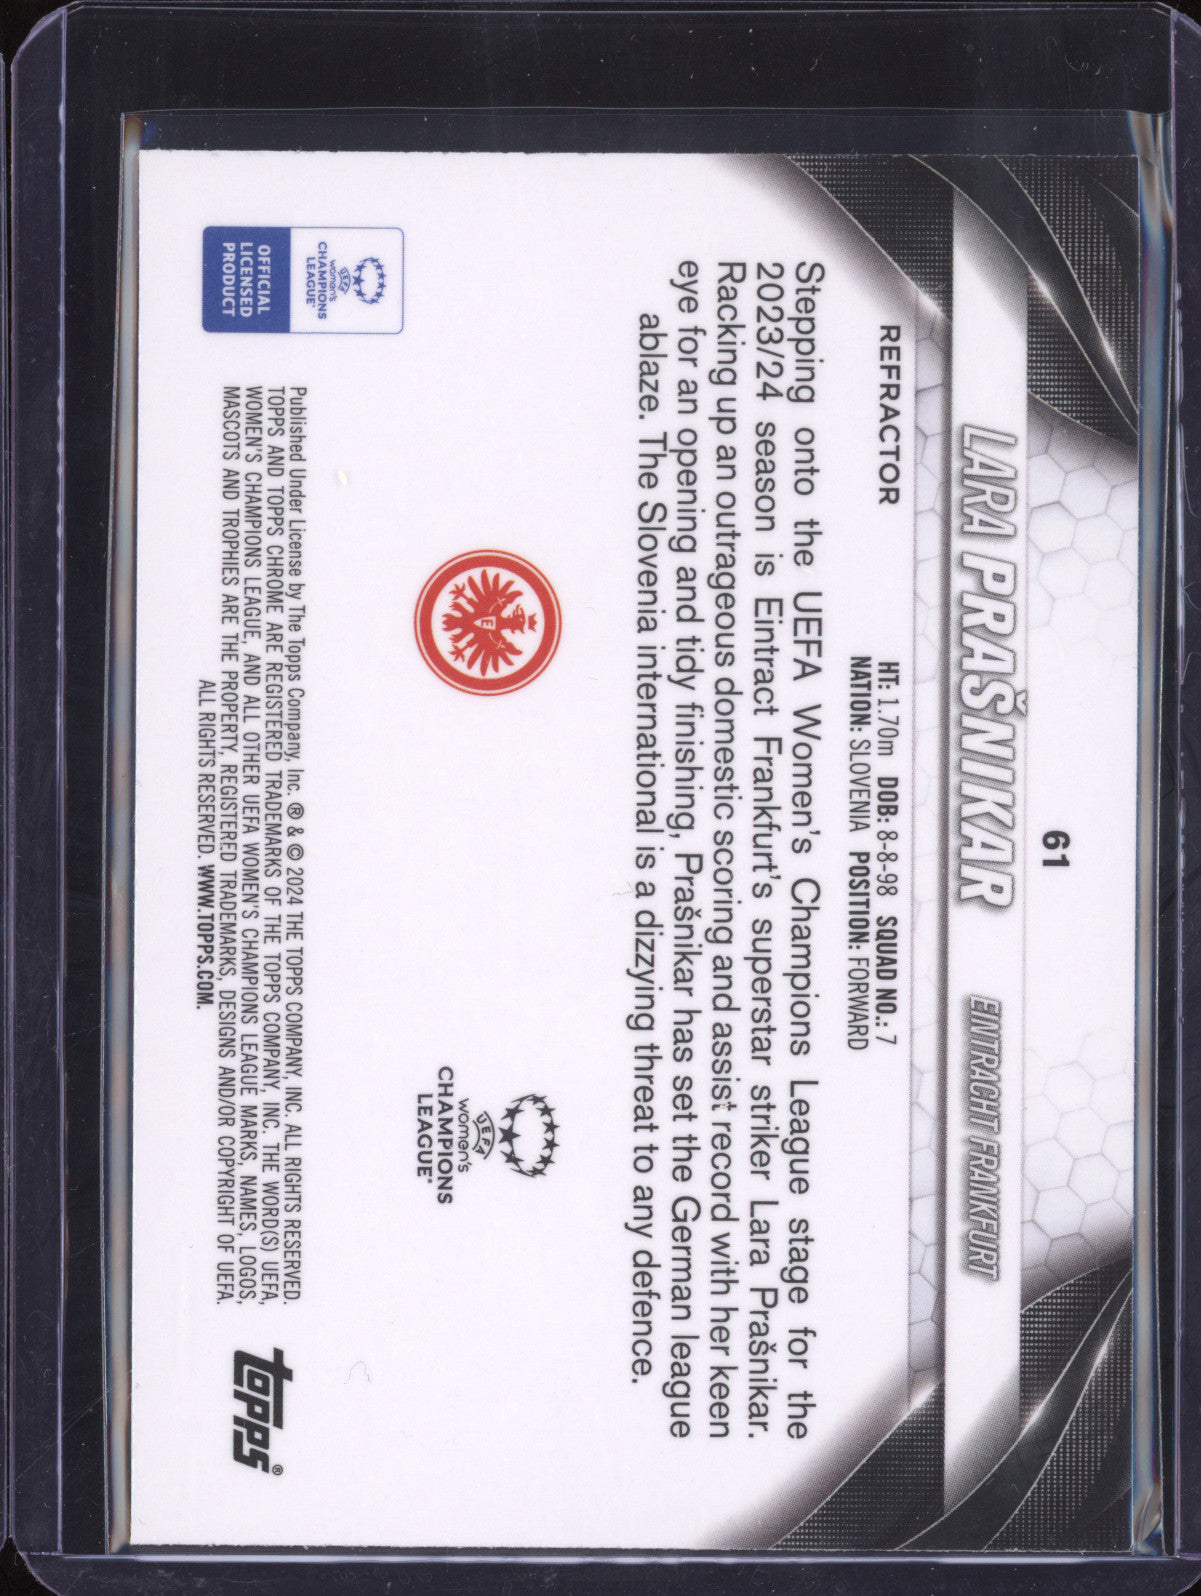 61
LARA PRAŠNIKAR EINTRACHT FRANKFURT
REFRACTOR
HT: 1.70m DOB: 8-8-98 SQUAD NO.: 7
NATION: SLOVENIA POSITION: FORWARD
Stepping onto the UEFA Women's Champions League stage for the
2023/24 season is Eintract Frankfurt's superstar striker Lara Prašnikar.
Racking up an outrageous domestic scoring and assist record with her keen
eye for an opening and tidy finishing, Prašnikar has set the German league
ablaze. The Slovenia international is a dizzying threat to any defence.
E
UEFA
women's
CHAMPIONS
LEAGUE®
UEFA
women's
CHAMPIONS
LEAGUE®
OFFICIAL
LICENSED
PRODUCT
Published Under License by The Topps Company, Inc. ® & © 2024 THE TOPPS COMPANY, INC. ALL RIGHTS RESERVED.
TOPPS AND TOPPS CHROME ARE REGISTERED TRADEMARKS OF THE TOPPS COMPANY, INC. THE WORD(S) UEFA,
WOMEN'S CHAMPIONS LEAGUE, AND ALL OTHER UEFA WOMEN'S CHAMPIONS LEAGUE MARKS, NAMES, LOGOS,
MASCOTS AND TROPHIES ARE THE PROPERTY, REGISTERED TRADEMARKS, DESIGNS AND/OR COPYRIGHT OF UEFA.
ALL RIGHTS RESERVED. WWW.TOPPS.COM.
topps®